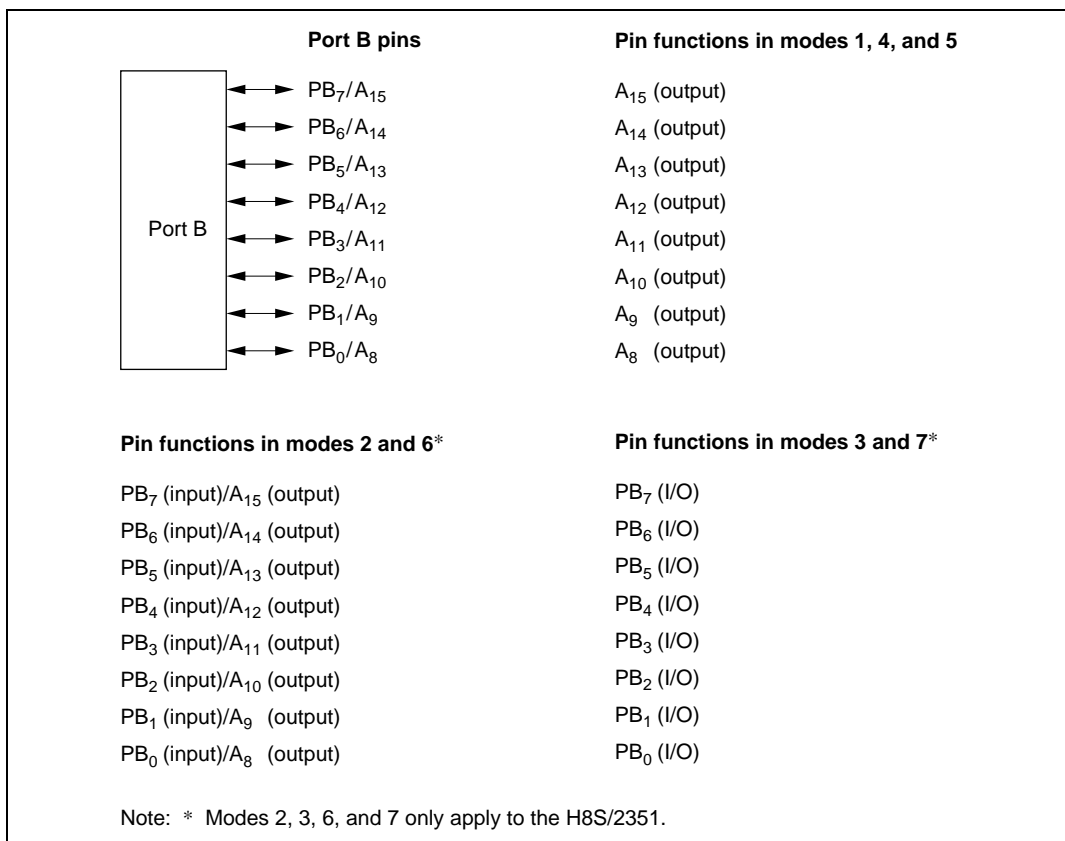 Port B pins
Pin functions in modes 1, 4, and 5
Port B
PB7/A15
A15 (output)
PB6/A14
A14 (output)
PB5/A13
A13 (output)
PB4/A12
A12 (output)
PB3/A11
A11 (output)
PB2/A10
A10 (output)
PB1/A9
A9 (output)
PB0/A8
A8 (output)
Pin functions in modes 2 and 6*
PB7 (input)/A15 (output)
PB6 (input)/A14 (output)
PB5 (input)/A13 (output)
PB4 (input)/A12 (output)
PB3 (input)/A11 (output)
PB2 (input)/A10 (output)
PB1 (input)/A9 (output)
PB0 (input)/A8 (output)
Pin functions in modes 3 and 7*
PB7 (I/O)
PB6 (I/O)
PB5 (I/O)
PB4 (I/O)
PB3 (I/O)
PB2 (I/O)
PB1 (I/O)
PB0 (I/O)
Note: * Modes 2, 3, 6, and 7 only apply to the H8S/2351.